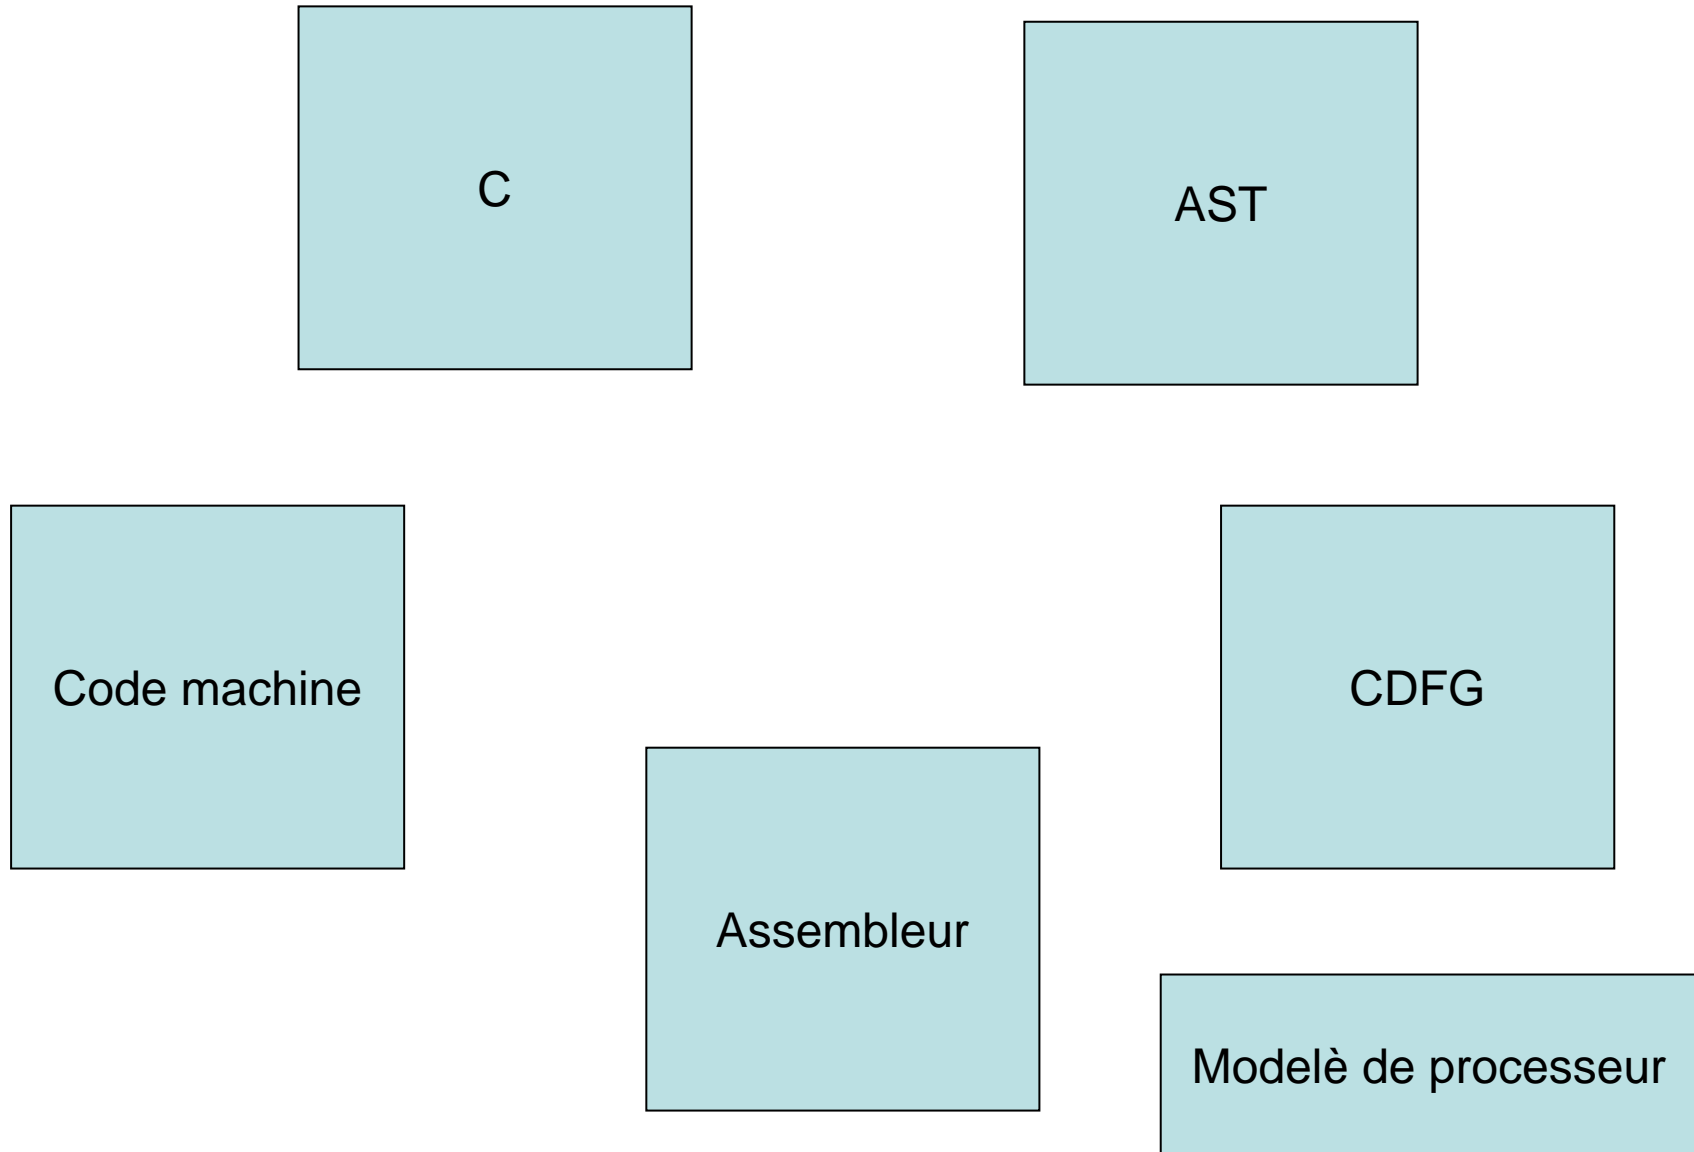 C
AST
Code machine
CDFG
Assembleur
Modelè de processeur